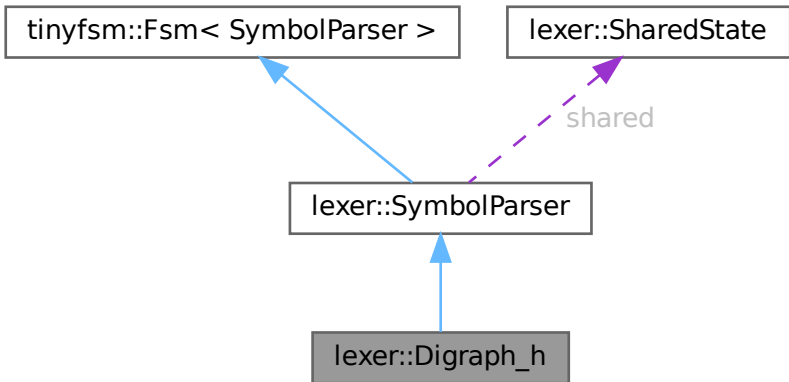 tinyfsm::Fsm< SymbolParser >
lexer::SharedState
shared
lexer::SymbolParser
lexer::Digraph_h